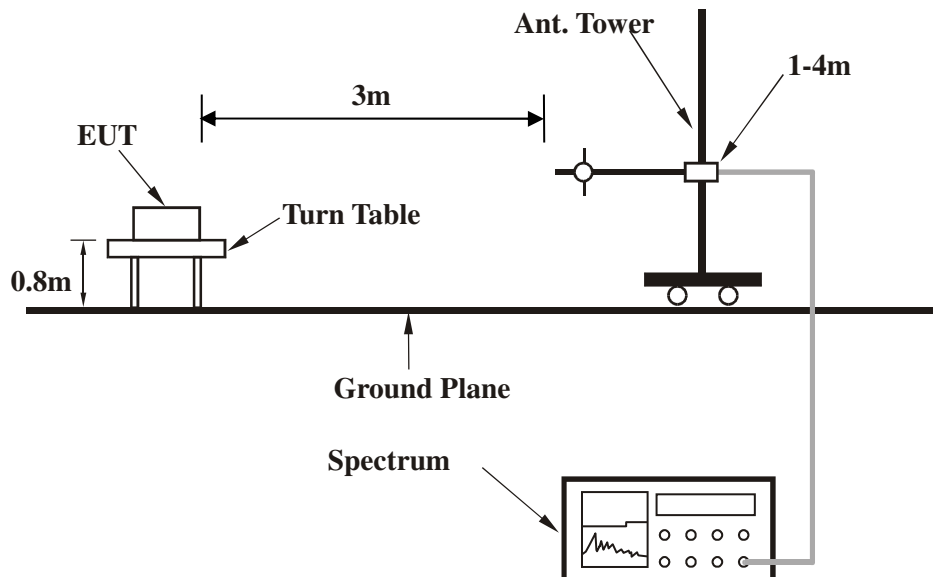 Ant. Tower
1-4m
3m
EUT
Turn Table
0.8m
Ground Plane
Spectrum